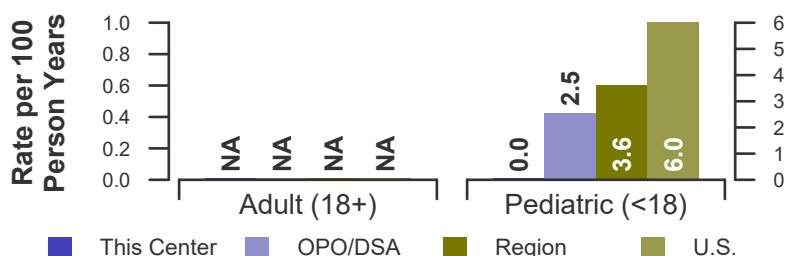 Rate per 100
Person Years
1.0
0.8
0.6
0.4
0.2
0.0
NA NA NA NA
0.0 2.5 3.6 6.0
6
5
4
3
2
1
0
Adult (18+) Pediatric (<18)
This Center OPO/DSA Region U.S.